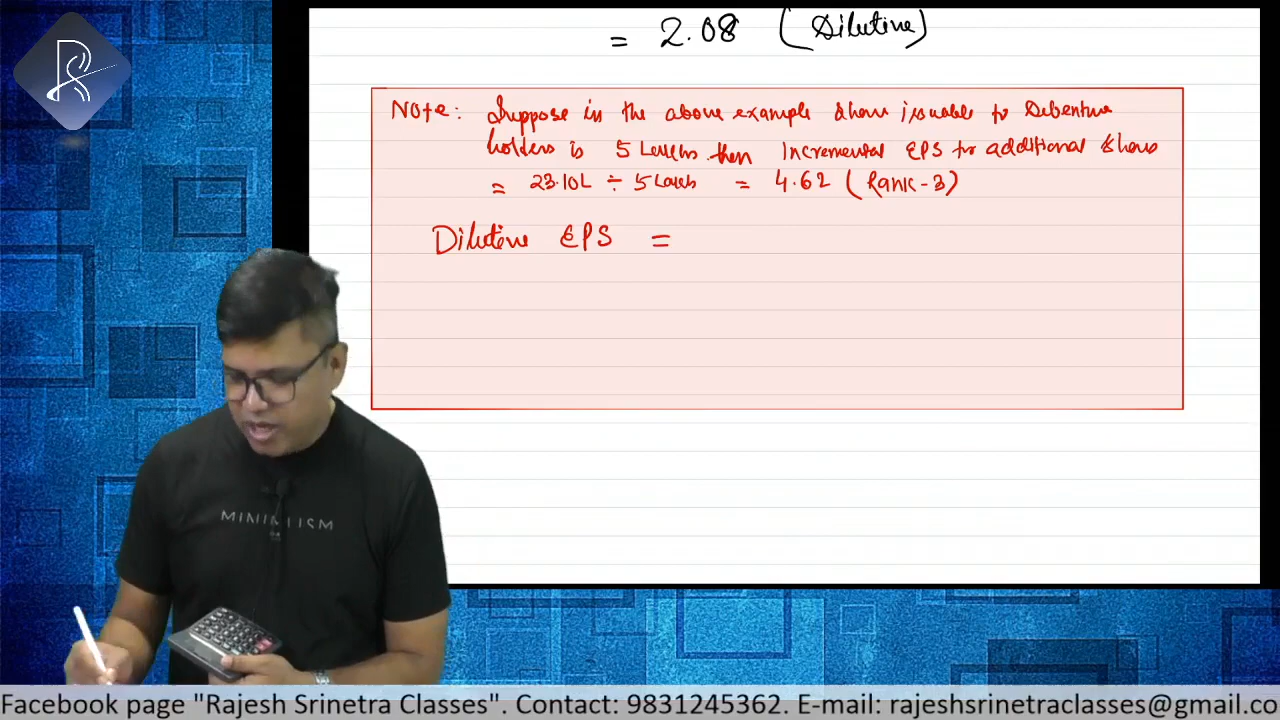 = 2.08 (Dilutive)
Note: Suppose in the above example share issuable to Debenture
holders is 5 Lakhs. then Incremental EPS to additional share
= 23.10L ÷ 5 Lakh = 4.62 (Rank-3)
Dilutive EPS =
MINIMALISM
Facebook page "Rajesh Srinetra Classes". Contact: 9831245362. E-mail: rajeshsrinetraclasses@gmail.co